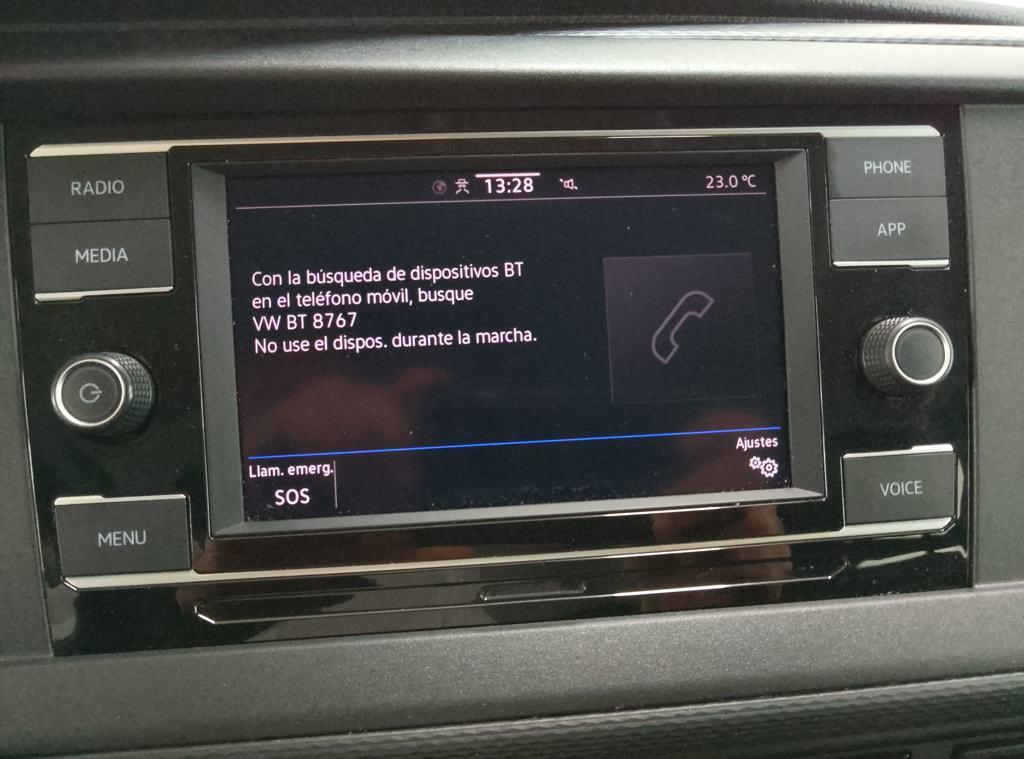 RADIO
MEDIA
MENU
13:28
23.0 °C
Con la búsqueda de dispositivos BT
en el teléfono móvil, busque
VW BT 8767
No use el dispos. durante la marcha.
Ajustes
Llam. emerg.
SOS
PHONE
APP
VOICE